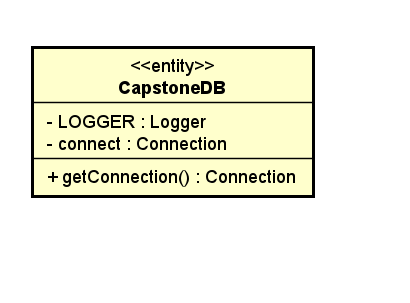 <<entity>>
CapstoneDB
- LOGGER : Logger
- connect : Connection
+ getConnection() : Connection